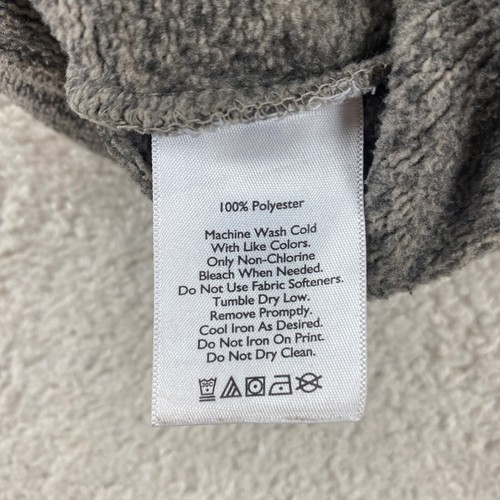 100% Polyester
Machine Wash Cold
With Like Colors.
Only Non-Chlorine
Bleach When Needed.
Do Not Use Fabric Softeners.
Tumble Dry Low.
Remove Promptly.
Cool Iron As Desired.
Do Not Iron On Print.
Do Not Dry Clean.